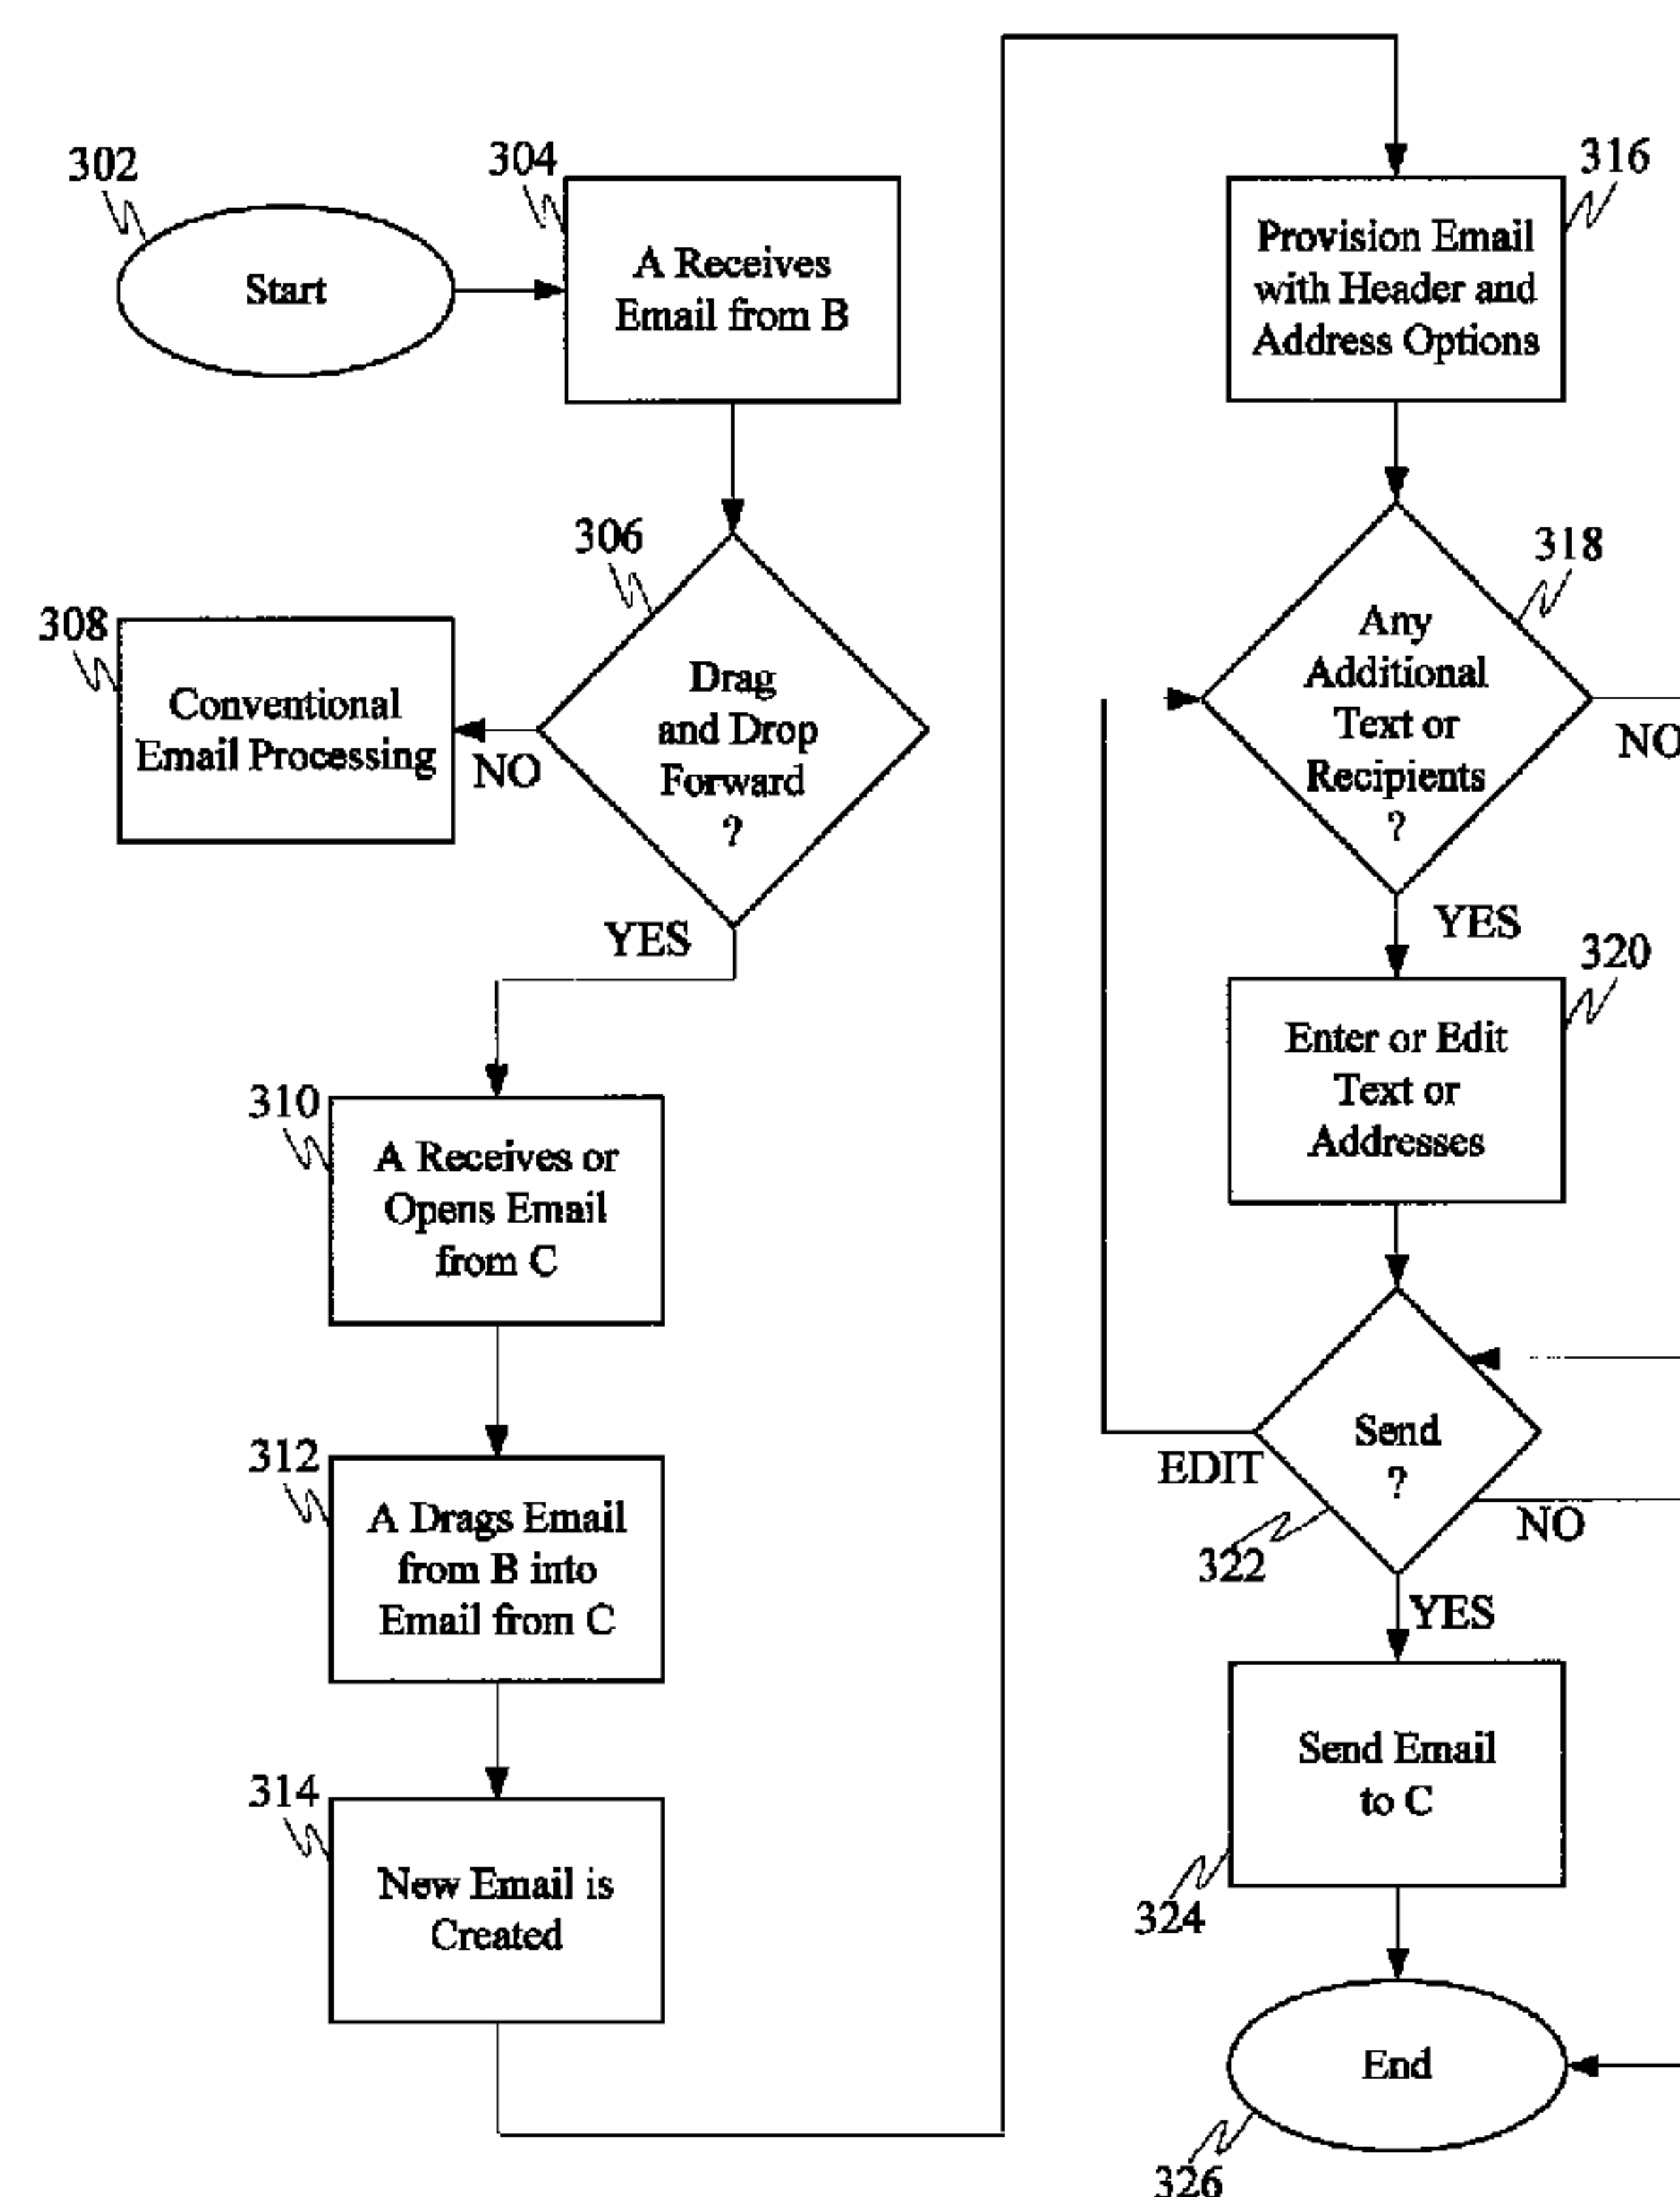 302
Start
304
A Receives
Email from B
306
Drag
and Drop
Forward
?
308
Conventional
Email Processing
NO
YES
310
A Receives or
Opens Email
from C
312
A Drags Email
from B into
Email from C
314
New Email is
Created
316
Provision Email
with Header and
Address Options
318
Any
Additional
Text or
Recipients
?
NO
YES
320
Enter or Edit
Text or
Addresses
Send
?
EDIT
NO
322
YES
Send Email
to C
324
End
326